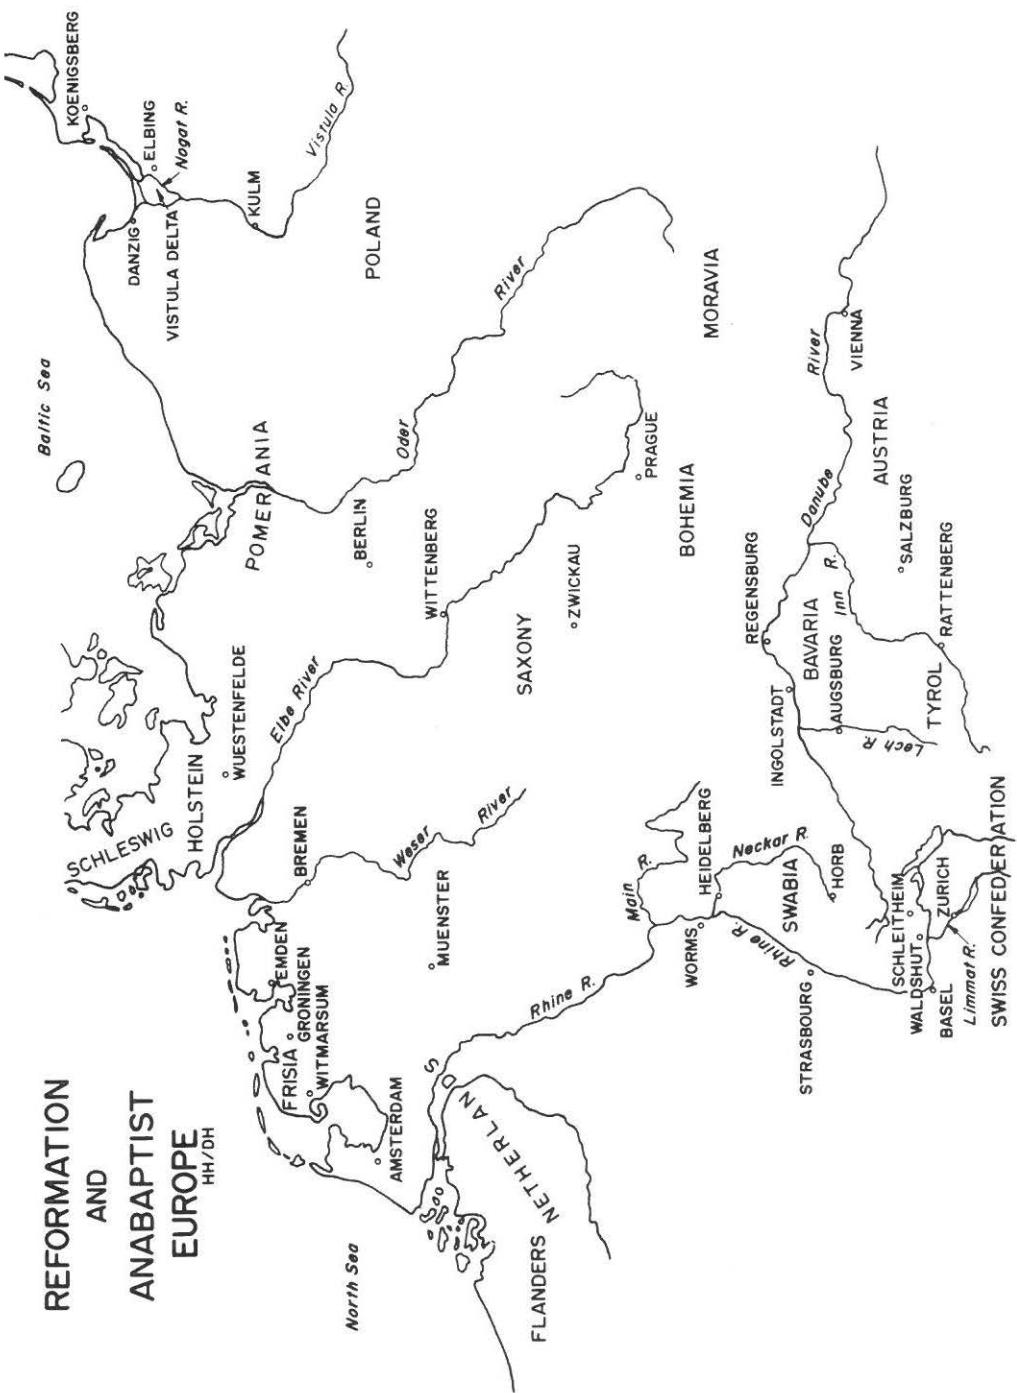 REFORMATION
AND
ANABAPTIST
EUROPE
HH/DH
North Sea
Baltic Sea
SCHLESWIG
HOLSTEIN
WUESTENFELDE
POMERANIA
DANZIG
VISTULA DELTA
ELBING
Nogat R.
KOENIGSBERG
KULM
Vistula R.
POLAND
FRISIA
WITMARSUM
GRONINGEN
EMDEN
BREMEN
Elbe River
AMSTERDAM
MUENSTER
Weser River
BERLIN
WITTENBERG
Oder River
FLANDERS
NETHERLANDS
Rhine R.
SAXONY
ZWICKAU
PRAGUE
BOHEMIA
MORAVIA
Main R.
WORMS
HEIDELBERG
Neckar R.
STRASBOURG
Rhine R.
SWABIA
HORB
INGOLSTADT
REGENSBURG
BAVARIA
AUGSBURG
Lech R.
Inn R.
Danube River
VIENNA
AUSTRIA
SALZBURG
RATTENBERG
TYROL
SCHLEITHEIM
WALDSHUT
BASEL
ZURICH
Limmat R.
SWISS CONFEDERATION